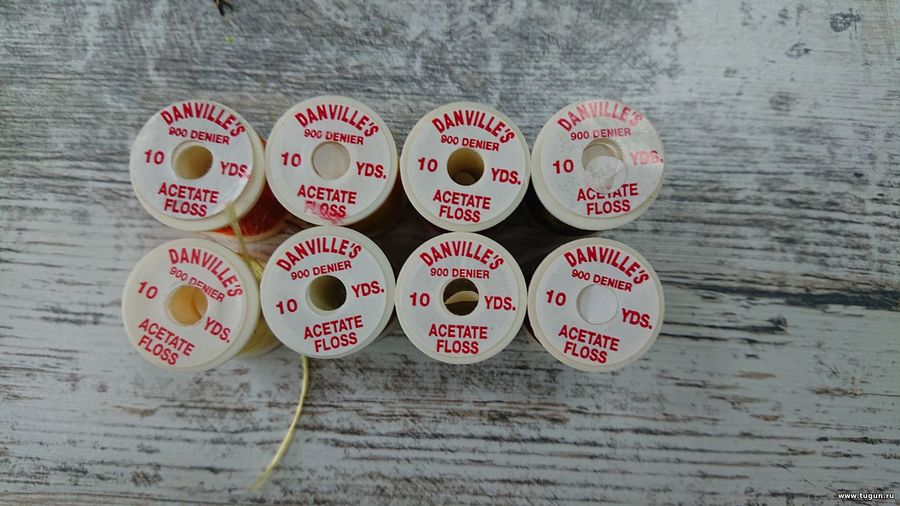 DANVILLE'S
900 DENIER
10 YDS.
ACETATE
FLOSS
DANVILLE'S
900 DENIER
10 YDS.
ACETATE
FLOSS
DANVILLE'S
900 DENIER
10 YDS.
ACETATE
FLOSS
DANVILLE'S
900 DENIER
10 YDS.
ACETATE
FLOSS
DANVILLE'S
900 DENIER
10 YDS.
ACETATE
FLOSS
DANVILLE'S
900 DENIER
10 YDS.
ACETATE
FLOSS
DANVILLE'S
900 DENIER
10 YDS.
ACETATE
FLOSS
DANVILLE'S
900 DENIER
10 YDS.
ACETATE
FLOSS
www.tugun.ru